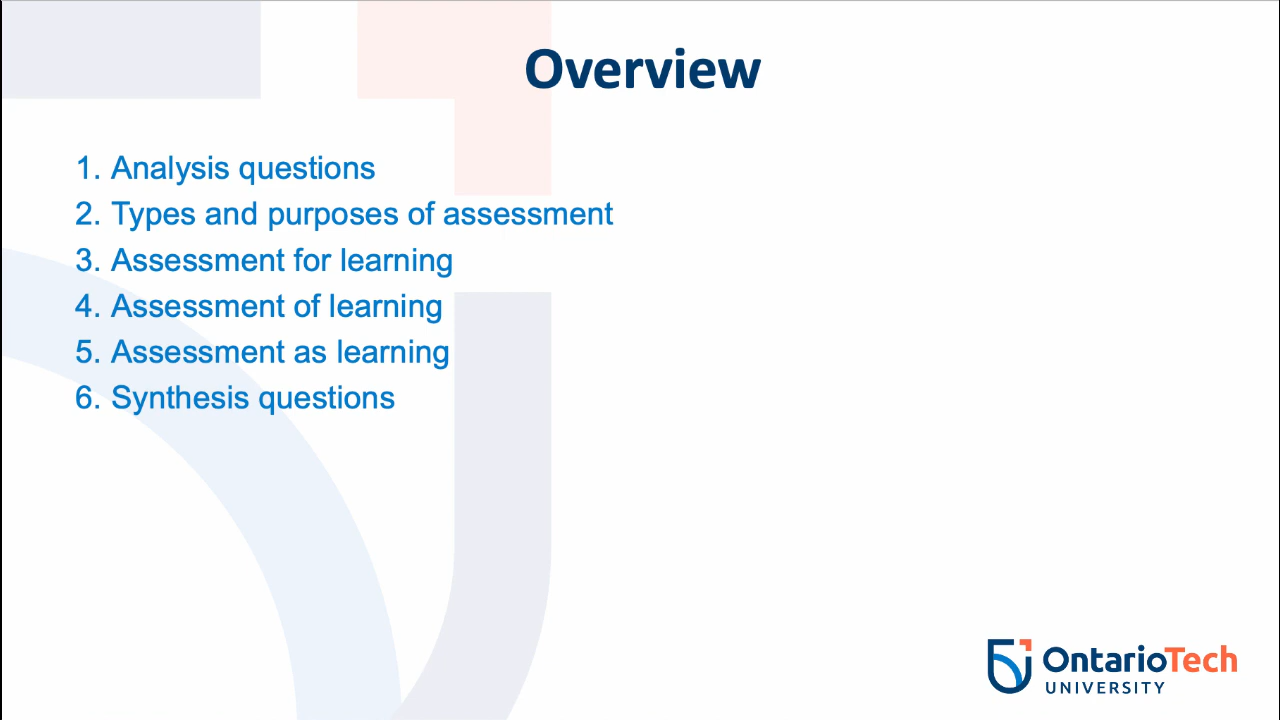 Overview
1. Analysis questions
2. Types and purposes of assessment
3. Assessment for learning
4. Assessment of learning
5. Assessment as learning
6. Synthesis questions
OntarioTech
UNIVERSITY